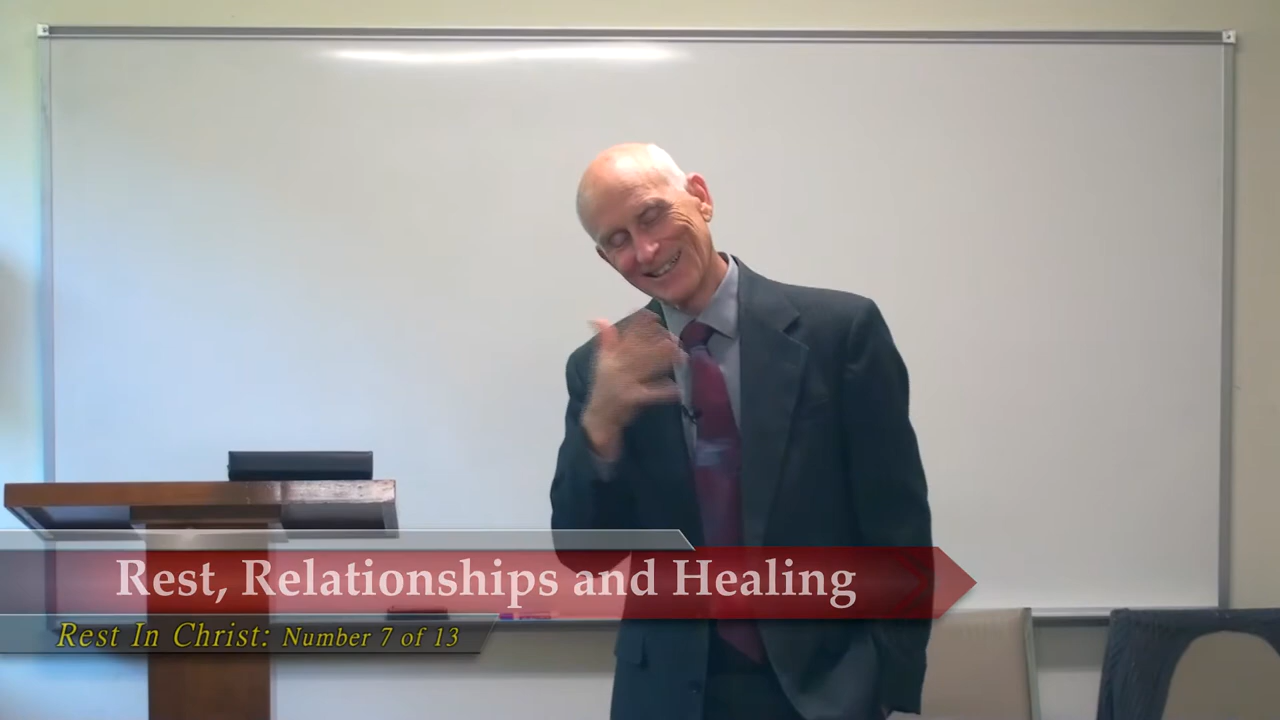 Rest, Relationships and Healing
Rest In Christ: Number 7 of 13